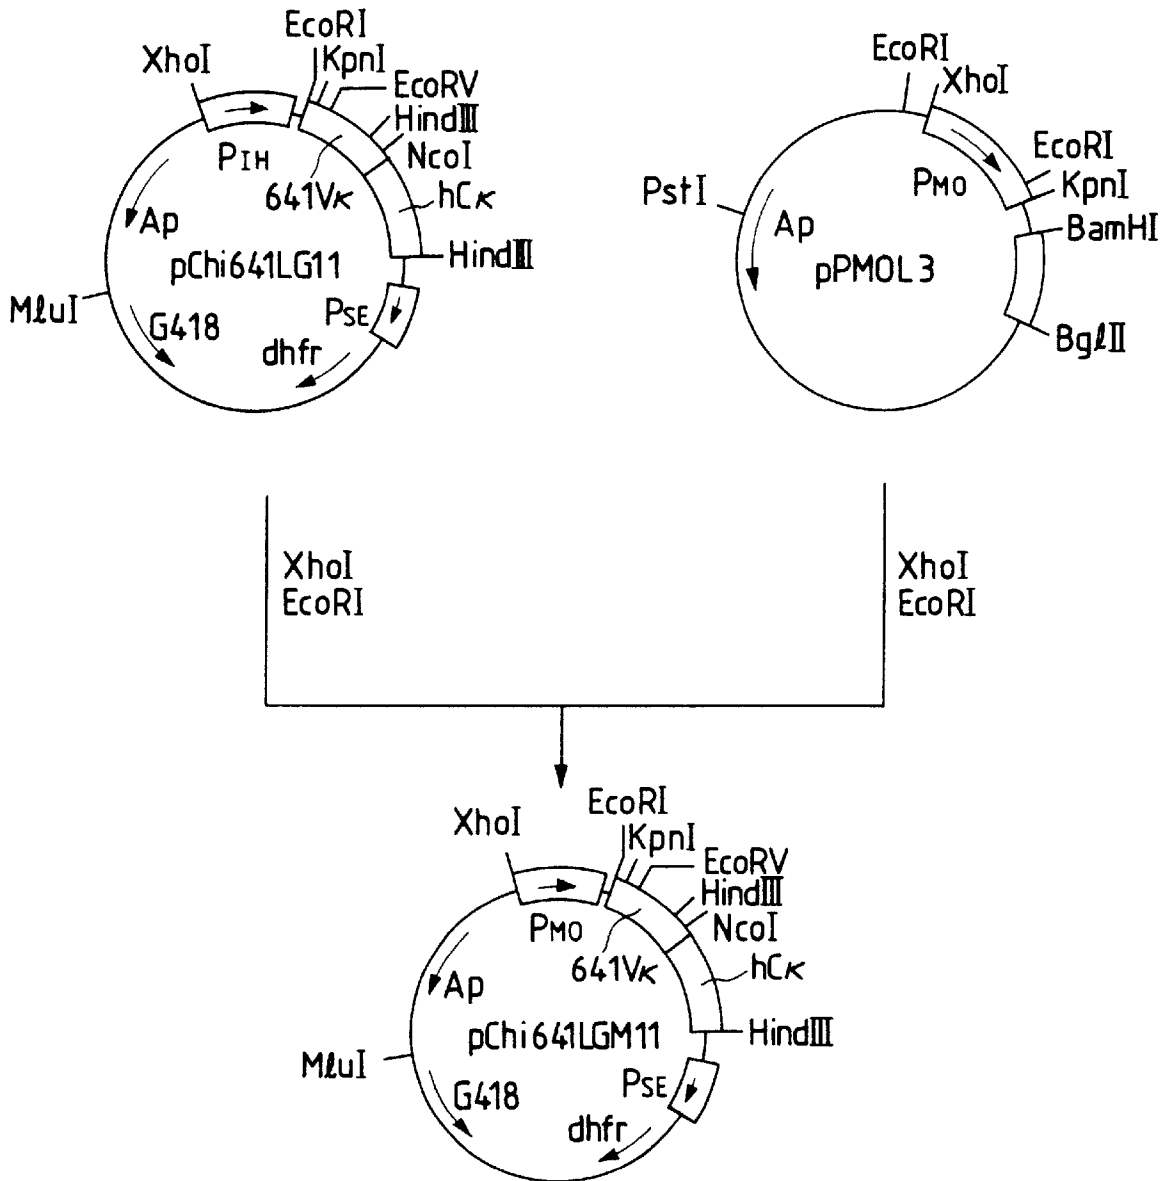 EcoRI
KpnI
XhoI
EcoRV
HindIII
NcoI
PIH
641Vκ
hCκ
Ap
pChi641LG11
HindIII
MluI
G418
PSE
dhfr
EcoRI
XhoI
EcoRI
KpnI
PMO
PstI
BamHI
Ap
pPMOL3
BglII
XhoI
EcoRI
XhoI
EcoRI
EcoRI
KpnI
XhoI
EcoRV
HindIII
NcoI
PMO
641Vκ
hCκ
Ap
pChi641LGM11
HindIII
MluI
G418
PSE
dhfr